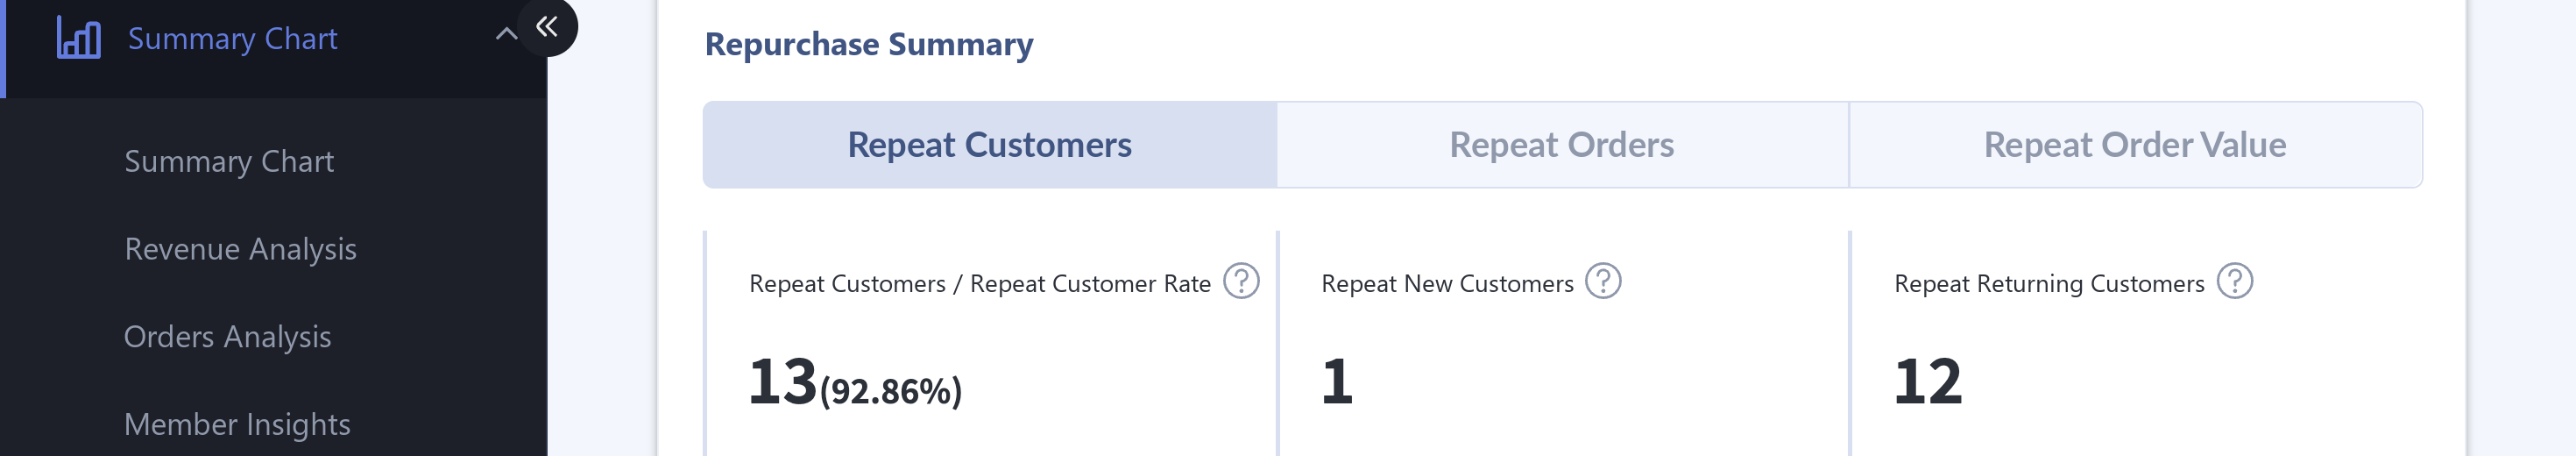 Summary Chart
Summary Chart
Revenue Analysis
Orders Analysis
Member Insights
Repurchase Summary
Repeat Customers
Repeat Orders
Repeat Order Value
Repeat Customers / Repeat Customer Rate ?
13(92.86%)
Repeat New Customers ?
1
Repeat Returning Customers ?
12